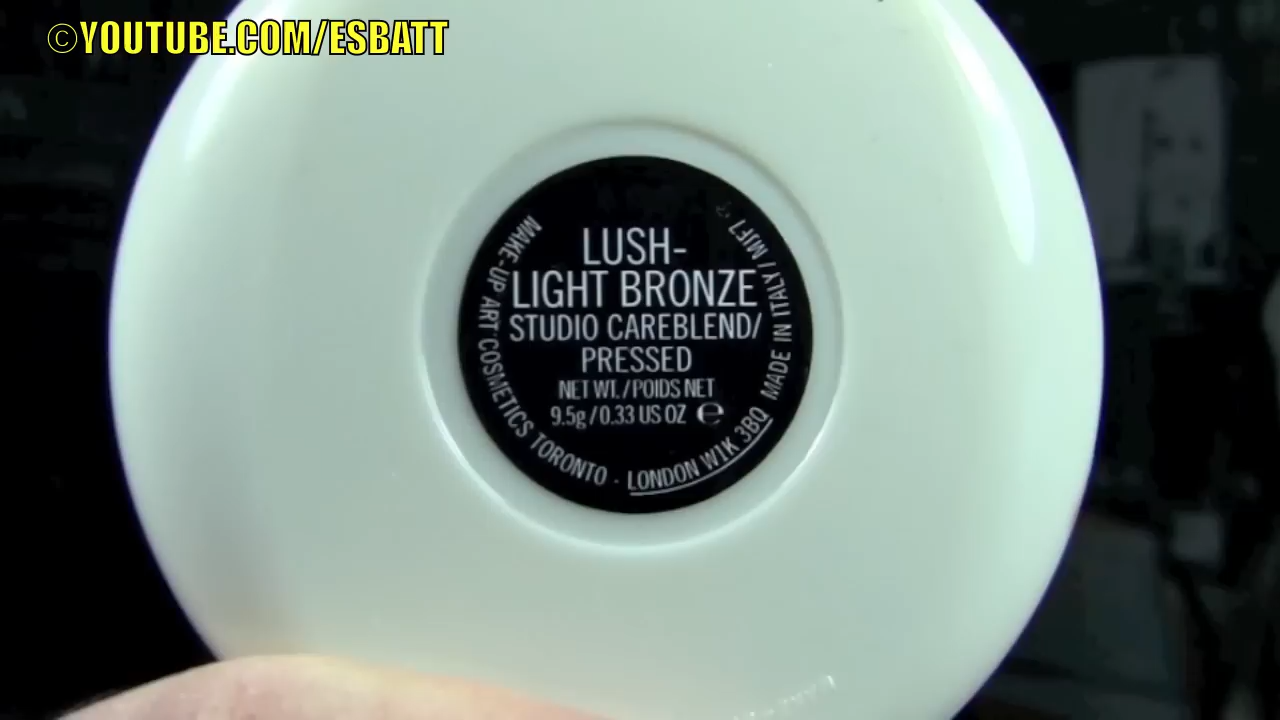 ©YOUTUBE.COM/ESBATT
LUSH-
LIGHT BRONZE
STUDIO CAREBLEND/
PRESSED
NET WT./POIDS NET
9.5g/0.33 US OZ ℮
MAKE-UP ART COSMETICS TORONTO · LONDON W1K 3BQ MADE IN ITALY / MJF7